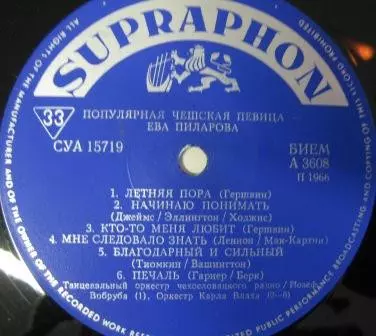 ALL RIGHTS OF THE MANUFACTURER AND OF THE OWNER OF THE RECORDED WORK RESERVED PUBLIC PERFORMANCE BROADCASTING AND COPYING OF THIS RECORD PROHIBITED
SUPRAPHON
33
ПОПУЛЯРНАЯ ЧЕШСКАЯ ПЕВИЦА
ЕВА ПИЛАРОВА
СУА 15719
БИЕМ
А 3608
П 1966
1. ЛЕТНЯЯ ПОРА (Гершвин)
2. НАЧИНАЮ ПОНИМАТЬ
(Джеймс/Эллингтон / Ходжис)
3. КТО-ТО МЕНЯ ЛЮБИТ (Гершвин)
4. МНЕ СЛЕДОВАЛО ЗНАТЬ (Леннон / Мак-Картни)
5. БЛАГОДАРНЫЙ И СИЛЬНЫЙ
(Тиомкин/Вашингтон)
6. ПЕЧАЛЬ (Гарнер/Берк)
Танцевальный оркестр чехословацкого радио / Иозеф
Вобруба (1), Оркестр Карла Влаха (2—6)